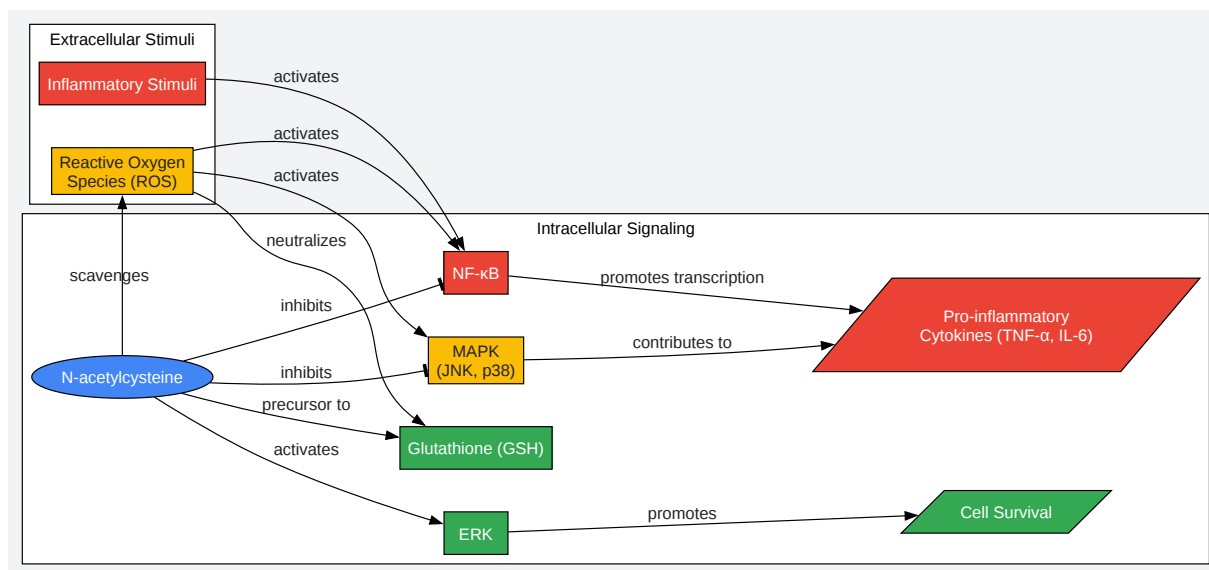 Extracellular Stimuli
Inflammatory Stimuli
activates
activates
Reactive Oxygen
Species (ROS)
activates
Intracellular Signaling
neutralizes
NF-κB
scavenges
promotes transcription
inhibits
Pro-inflammatory
Cytokines (TNF-α, IL-6)
MAPK
(JNK, p38)
contributes to
N-acetylcysteine
inhibits
precursor to
Glutathione (GSH)
activates
ERK
promotes
Cell Survival